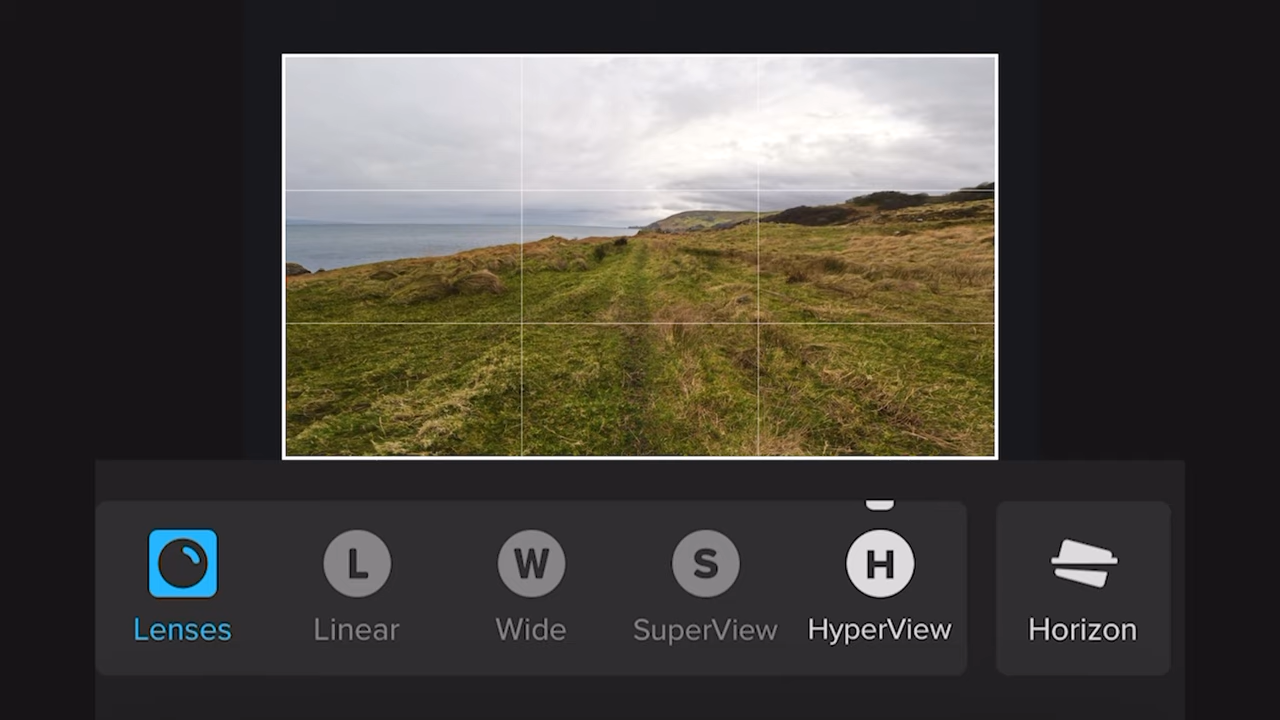 L
W
S
H
Lenses
Linear
Wide
SuperView
HyperView
Horizon